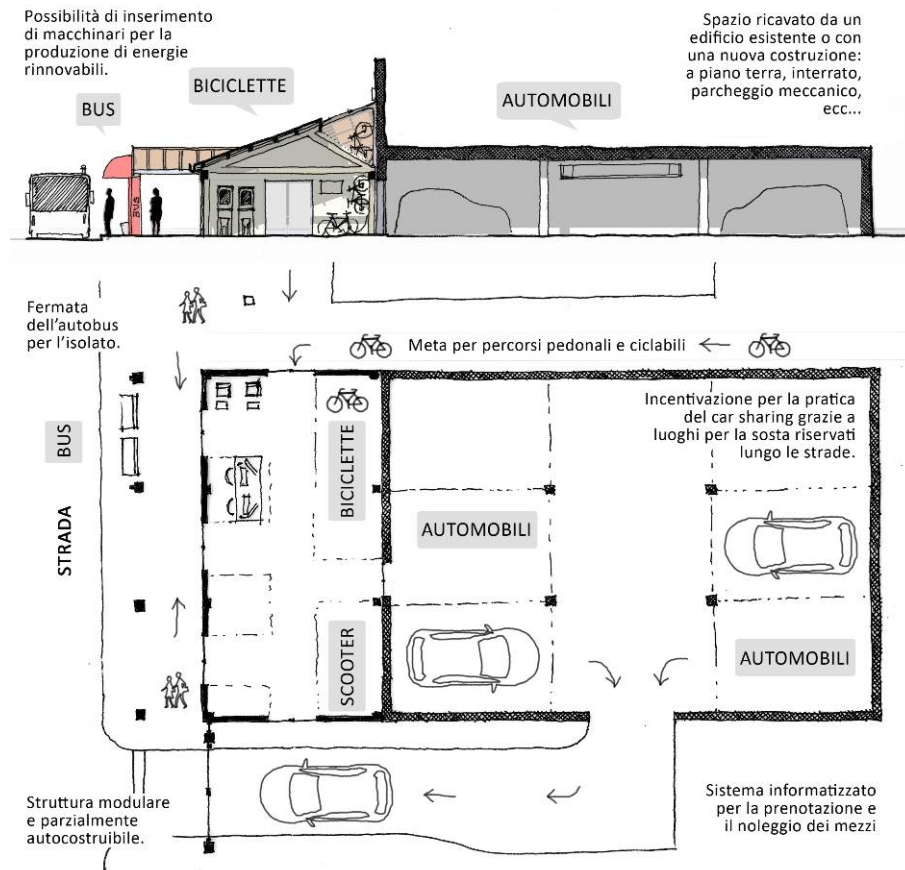 Possibilità di inserimento
di macchinari per la
produzione di energie
rinnovabili.
Spazio ricavato da un
edificio esistente o con
una nuova costruzione:
a piano terra, interrato,
parcheggio meccanico,
ecc...
BUS
BICICLETTE
AUTOMOBILI
BUS
Fermata
dell'autobus
per l'isolato.
Meta per percorsi pedonali e ciclabili
Incentivazione per la pratica
del car sharing grazie a
luoghi per la sosta riservati
lungo le strade.
BUS
STRADA
BICICLETTE
SCOOTER
AUTOMOBILI
AUTOMOBILI
Struttura modulare
e parzialmente
autocostruibile.
Sistema informatizzato
per la prenotazione e
il noleggio dei mezzi